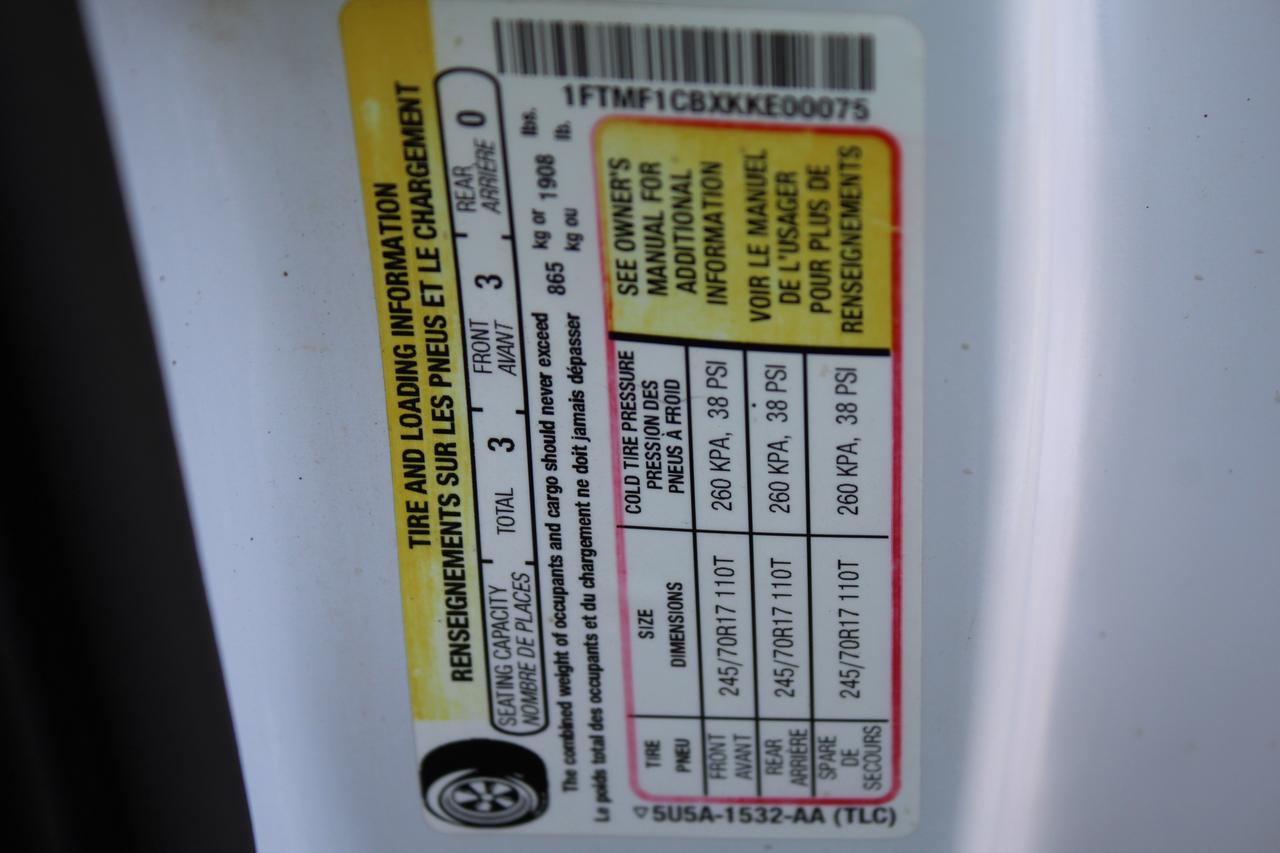 TIRE AND LOADING INFORMATION
RENSEIGNEMENTS SUR LES PNEUS ET LE CHARGEMENT
SEATING CAPACITY TOTAL 3 FRONT 3 REAR 0
NOMBRE DE PLACES AVANT ARRIÈRE
The combined weight of occupants and cargo should never exceed 865 kg or 1908 lbs.
Le poids total des occupants et du chargement ne doit jamais dépasser kg ou lb.
1FTMF1CBXKKE00075
TIRE SIZE COLD TIRE PRESSURE
PNEU DIMENSIONS PRESSION DES
PNEUS À FROID
FRONT 245/70R17 110T 260 KPA, 38 PSI
AVANT
REAR 245/70R17 110T 260 KPA, 38 PSI
ARRIÈRE
SPARE 245/70R17 110T 260 KPA, 38 PSI
DE
SECOURS
SEE OWNER'S
MANUAL FOR
ADDITIONAL
INFORMATION
VOIR LE MANUEL
DE L'USAGER
POUR PLUS DE
RENSEIGNEMENTS
5U5A-1532-AA (TLC)